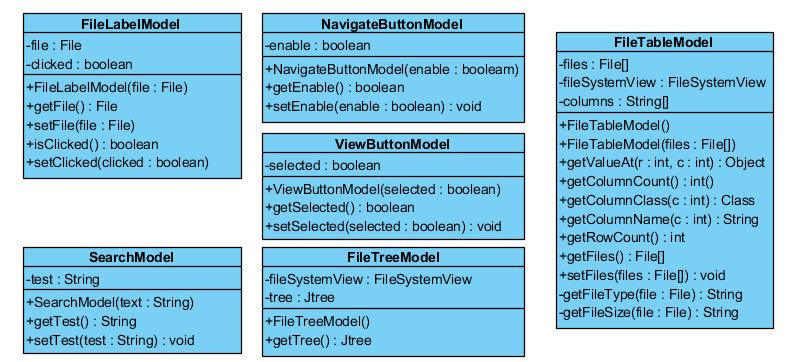 FileLabelModel
-file : File
-clicked : boolean
+FileLabelModel(file : File)
+getFile() : File
+setFile(file : File)
+isClicked() : boolean
+setClicked(clicked : boolean)
NavigateButtonModel
-enable : boolean
+NavigateButtonModel(enable : booleam)
+getEnable() : boolean
+setEnable(enable : boolean) : void
ViewButtonModel
-selected : boolean
+ViewButtonModel(selected : boolean)
+getSelected() : boolean
+setSelected(selected : boolean) : void
FileTableModel
-files : File[]
-fileSystemView : FileSystemView
-columns : String[]
+FileTableModel()
+FileTableModel(files : File[])
+getValueAt(r : int, c : int) : Object
+getColumnCount() : int()
+getColumnClass(c : int) : Class
+getColumnName(c : int) : String
+getRowCount() : int
+getFiles() : File[]
+setFiles(files : File[]) : void
-getFileType(file : File) : String
-getFileSize(file : File) : String
SearchModel
-test : String
+SearchModel(text : String)
+getTest() : String
+setTest(test : String) : void
FileTreeModel
-fileSystemView : FileSystemView
-tree : Jtree
+FileTreeModel()
+getTree() : Jtree